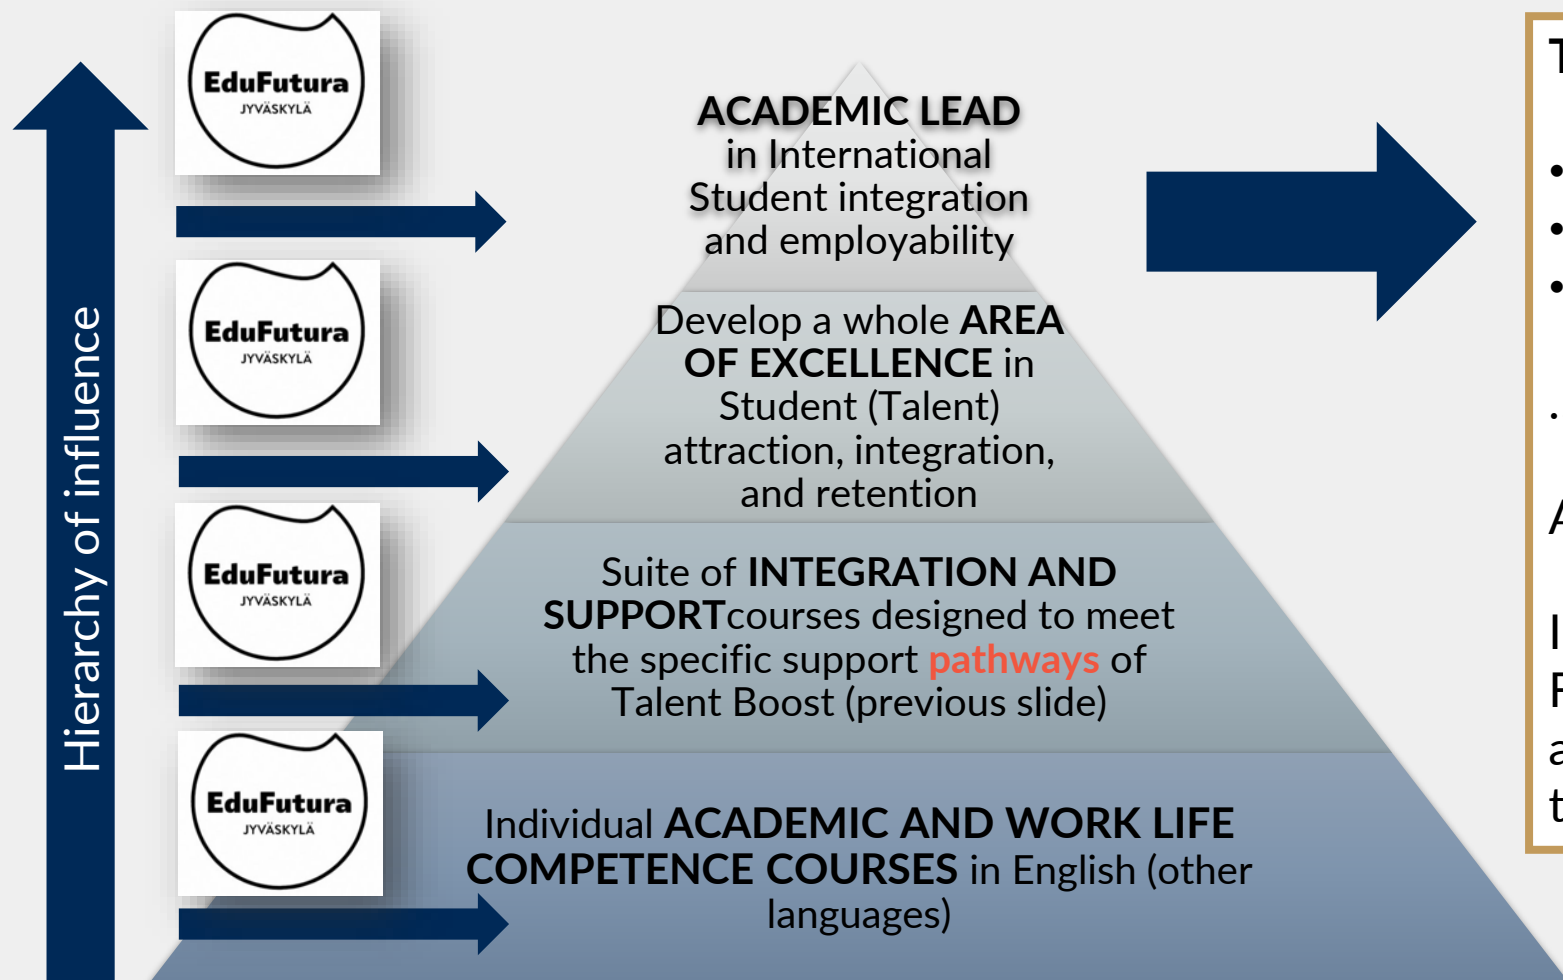 Hierarchy of influence
EduFutura
JYVÄSKYLÄ
EduFutura
JYVÄSKYLÄ
EduFutura
JYVÄSKYLÄ
EduFutura
JYVÄSKYLÄ
ACADEMIC LEAD
in International
Student integration
and employability
Develop a whole AREA
OF EXCELLENCE in
Student (Talent)
attraction, integration,
and retention
Suite of INTEGRATION AND
SUPPORTcourses designed to meet
the specific support pathways of
Talent Boost (previous slide)
Individual ACADEMIC AND WORK LIFE
COMPETENCE COURSES in English (other
languages)